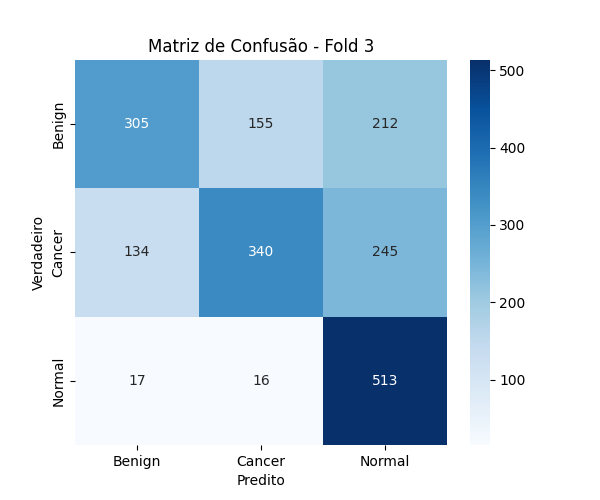 Matriz de Confusão - Fold 3
Benign 305 155 212
Cancer 134 340 245
Normal 17 16 513
Verdadeiro
Benign Cancer Normal
Predito
500
400
300
200
100